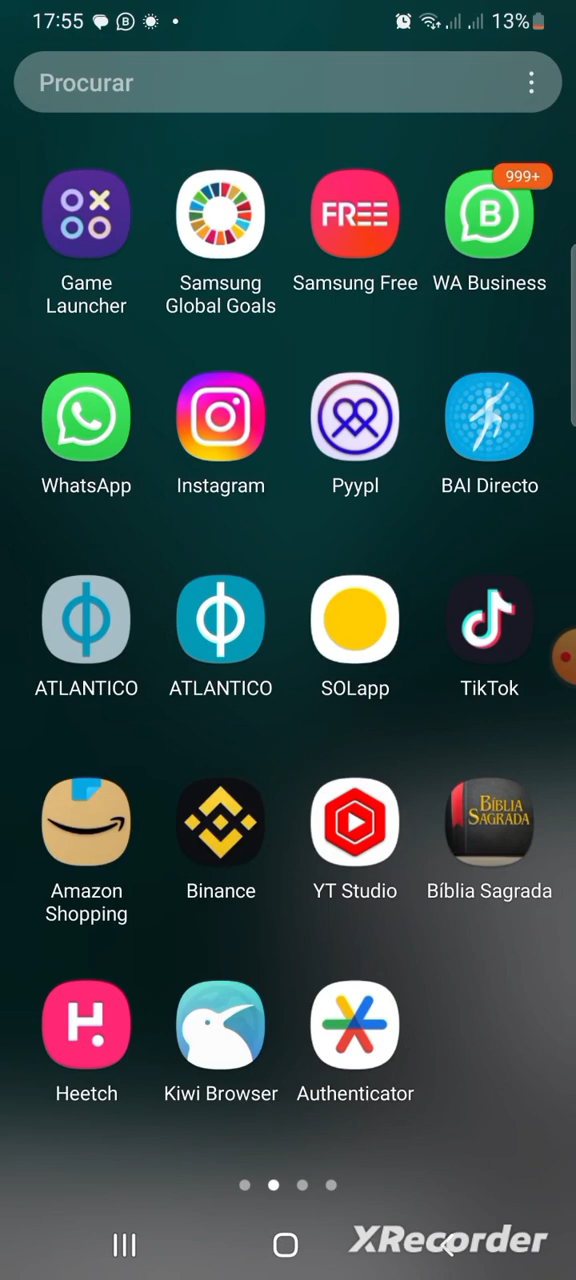 17:55
13%
Procurar
FREE
999+
B
Game
Launcher
Samsung
Global Goals
Samsung Free
WA Business
WhatsApp
Instagram
Pyypl
BAI Directo
ATLANTICO
ATLANTICO
SOLapp
TikTok
BÍBLIA
SAGRADA
Amazon
Shopping
Binance
YT Studio
Bíblia Sagrada
H
Heetch
Kiwi Browser
Authenticator
XRecorder